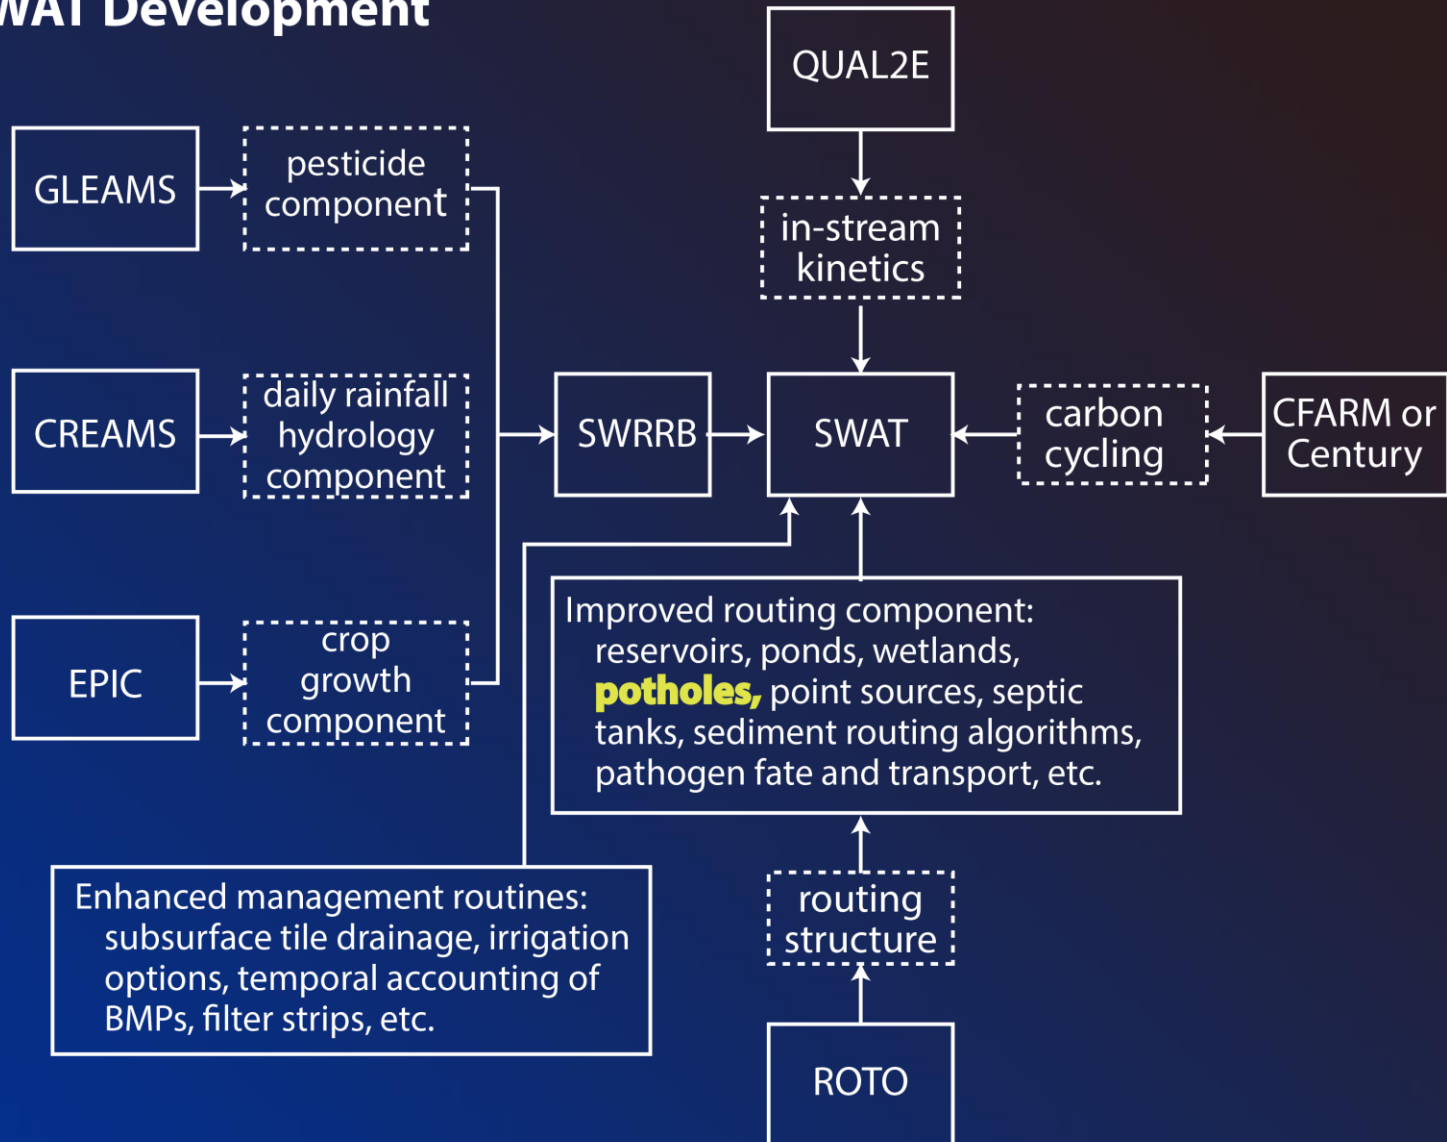 WAT Development
QUAL2E
GLEAMS
pesticide
component
in-stream
kinetics
CREAMS
daily rainfall
hydrology
component
SWRRB
SWAT
carbon
cycling
CFARM or
Century
EPIC
crop
growth
component
Improved routing component:
reservoirs, ponds, wetlands,
potholes, point sources, septic
tanks, sediment routing algorithms,
pathogen fate and transport, etc.
Enhanced management routines:
subsurface tile drainage, irrigation
options, temporal accounting of
BMPs, filter strips, etc.
routing
structure
ROTO